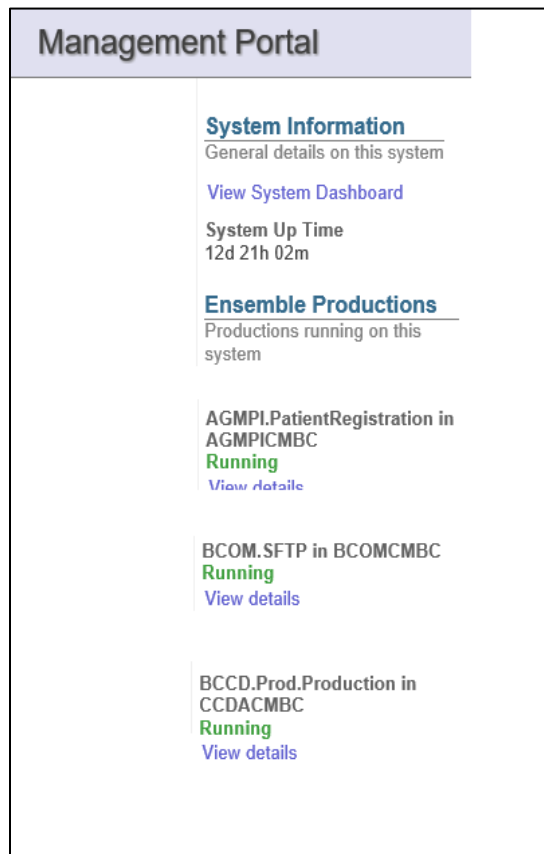 Management Portal
System Information
General details on this system
View System Dashboard
System Up Time
12d 21h 02m
Ensemble Productions
Productions running on this
system
AGMPI.PatientRegistration in
AGMPICMBC
Running
View details
BCOM.SFTP in BCOMCMBC
Running
View details
BCCD.Prod.Production in
CCDACMBC
Running
View details